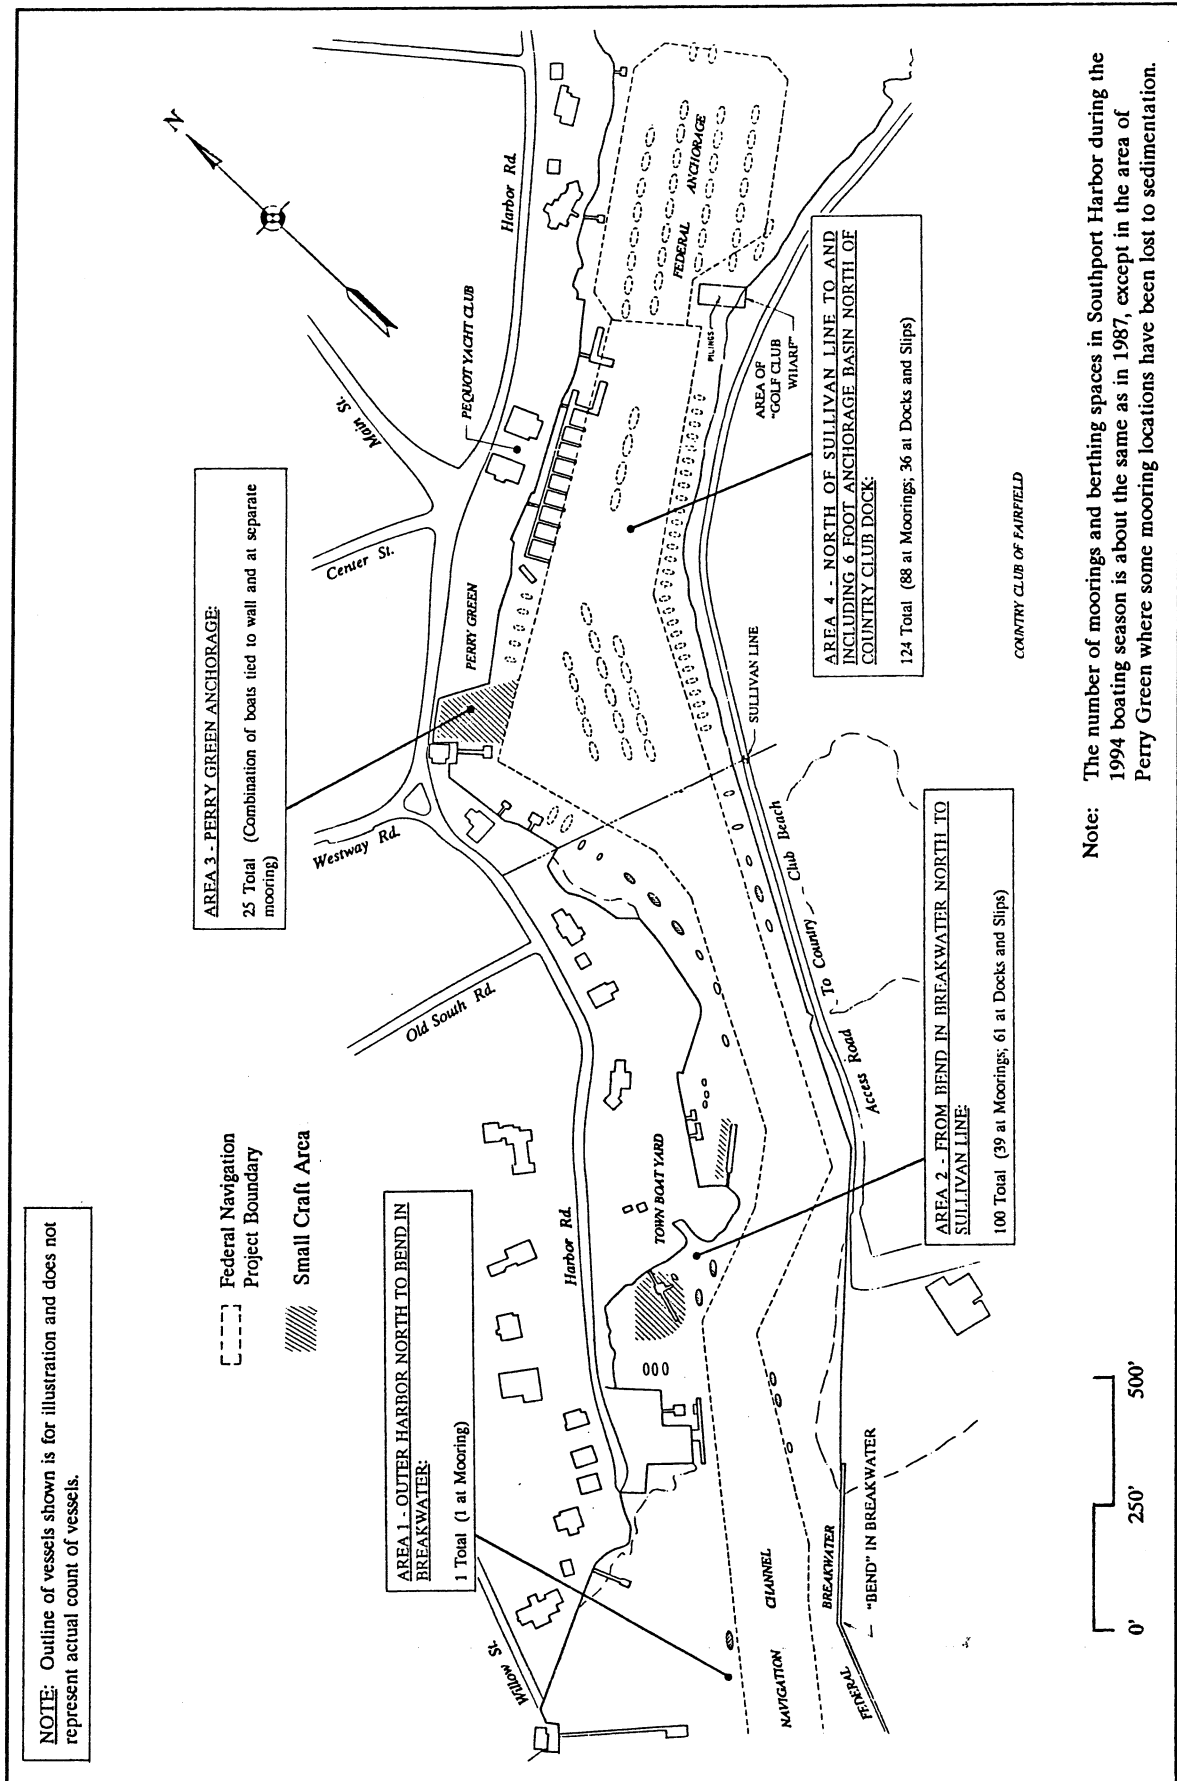 NOTE: Outline of vessels shown is for illustration and does not
represent actual count of vessels.
Federal Navigation
Project Boundary
Small Craft Area
AREA 3 - PERRY GREEN ANCHORAGE:
25 Total (Combination of boats tied to wall and at separate
mooring)
AREA 1 - OUTER HARBOR NORTH TO BEND IN
BREAKWATER:
1 Total (1 at Mooring)
N
Main St.
Center St.
Westway Rd.
Old South Rd.
Willow St.
Harbor Rd.
Harbor Rd.
PEQUOT YACHT CLUB
PERRY GREEN
TOWN BOAT YARD
FEDERAL ANCHORAGE
PILINGS
AREA OF
"GOLF CLUB
WHARF"
SULLIVAN LINE
Access Road To Country Club Beach
NAVIGATION CHANNEL
FEDERAL BREAKWATER
"BEND" IN BREAKWATER
AREA 4 - NORTH OF SULLIVAN LINE TO AND
INCLUDING 6 FOOT ANCHORAGE BASIN NORTH OF
COUNTRY CLUB DOCK:
124 Total (88 at Moorings; 36 at Docks and Slips)
AREA 2 - FROM BEND IN BREAKWATER NORTH TO
SULLIVAN LINE:
100 Total (39 at Moorings; 61 at Docks and Slips)
COUNTRY CLUB OF FAIRFIELD
0' 250' 500'
Note: The number of moorings and berthing spaces in Southport Harbor during the
1994 boating season is about the same as in 1987, except in the area of
Perry Green where some mooring locations have been lost to sedimentation.